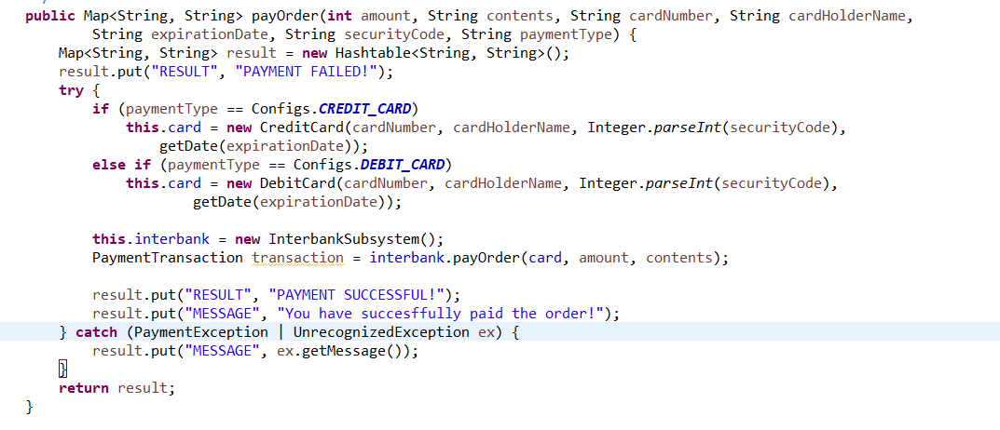 public Map<String, String> payOrder(int amount, String contents, String cardNumber, String cardHolderName,
String expirationDate, String securityCode, String paymentType) {
Map<String, String> result = new Hashtable<String, String>();
result.put("RESULT", "PAYMENT FAILED!");
try {
if (paymentType == Configs.CREDIT_CARD)
this.card = new CreditCard(cardNumber, cardHolderName, Integer.parseInt(securityCode),
getDate(expirationDate));
else if (paymentType == Configs.DEBIT_CARD)
this.card = new DebitCard(cardNumber, cardHolderName, Integer.parseInt(securityCode),
getDate(expirationDate));
this.interbank = new InterbankSubsystem();
PaymentTransaction transaction = interbank.payOrder(card, amount, contents);
result.put("RESULT", "PAYMENT SUCCESSFUL!");
result.put("MESSAGE", "You have succesffully paid the order!");
} catch (PaymentException | UnrecognizedException ex) {
result.put("MESSAGE", ex.getMessage());
}
return result;
}